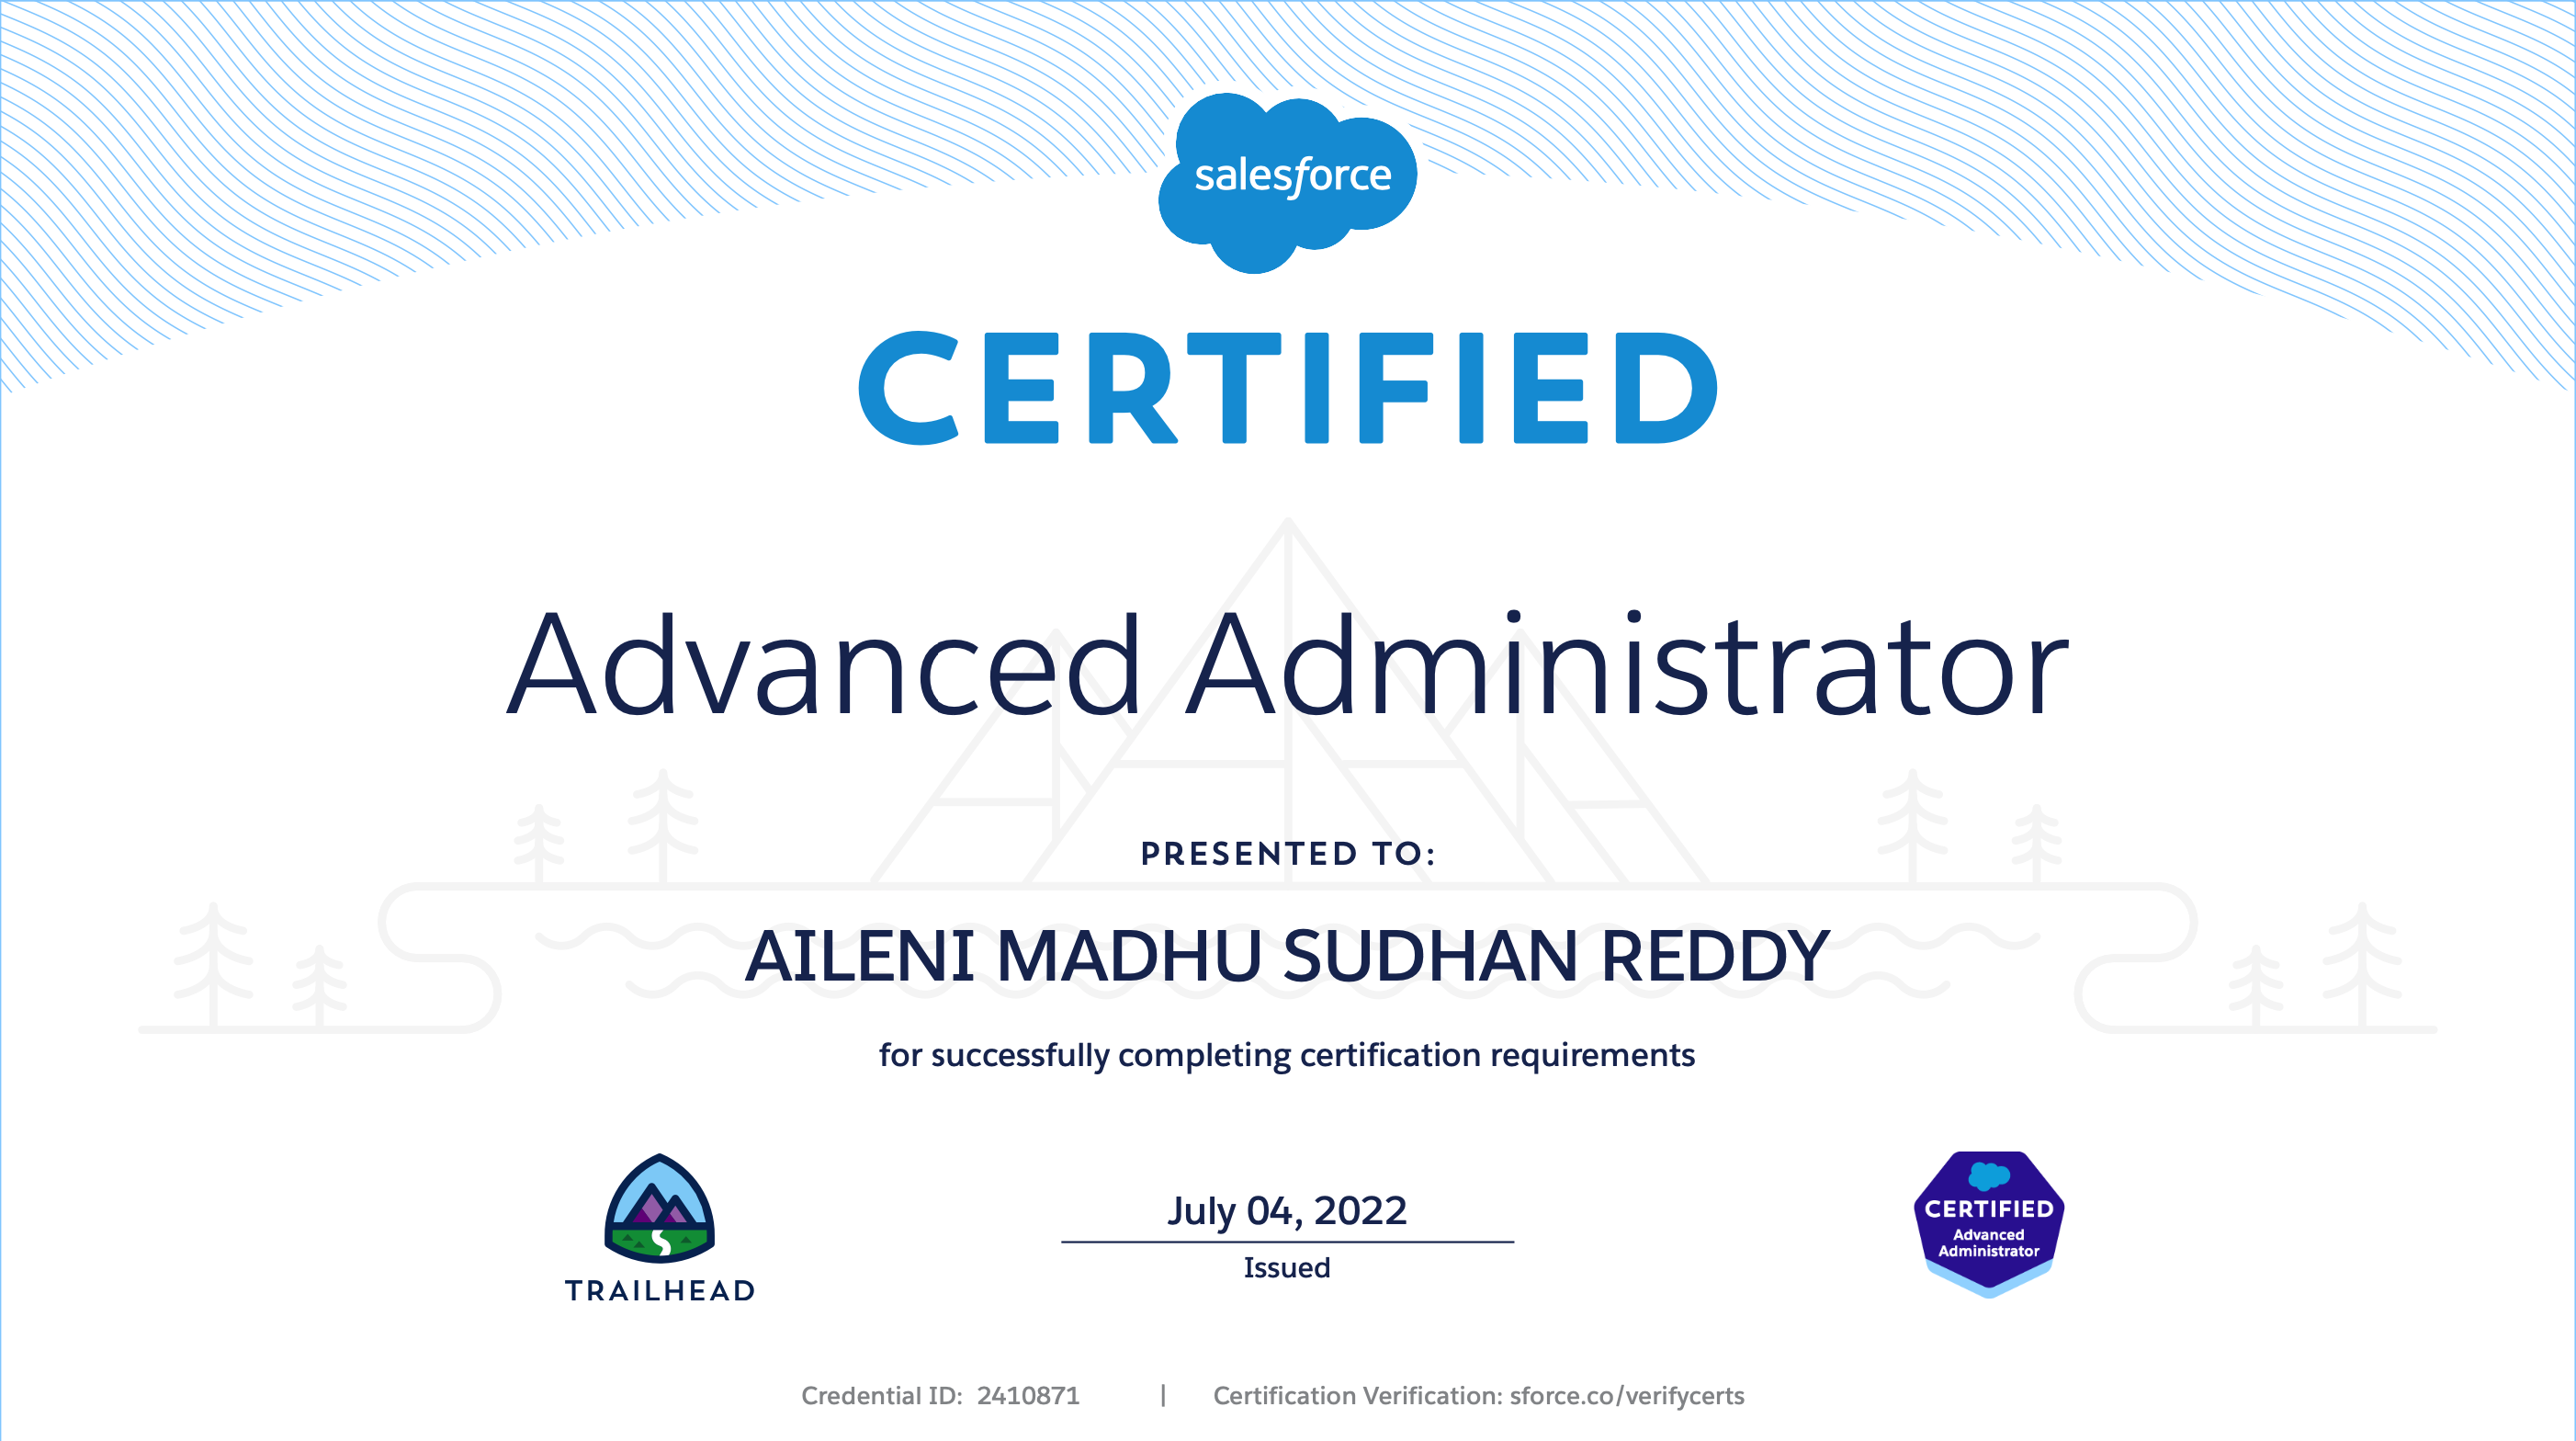 salesforce
CERTIFIED
Advanced Administrator
PRESENTED TO:
AILENI MADHU SUDHAN REDDY
for successfully completing certification requirements
TRAILHEAD
July 04, 2022
Issued
CERTIFIED
Advanced
Administrator
Credential ID: 2410871 | Certification Verification: sforce.co/verifycerts